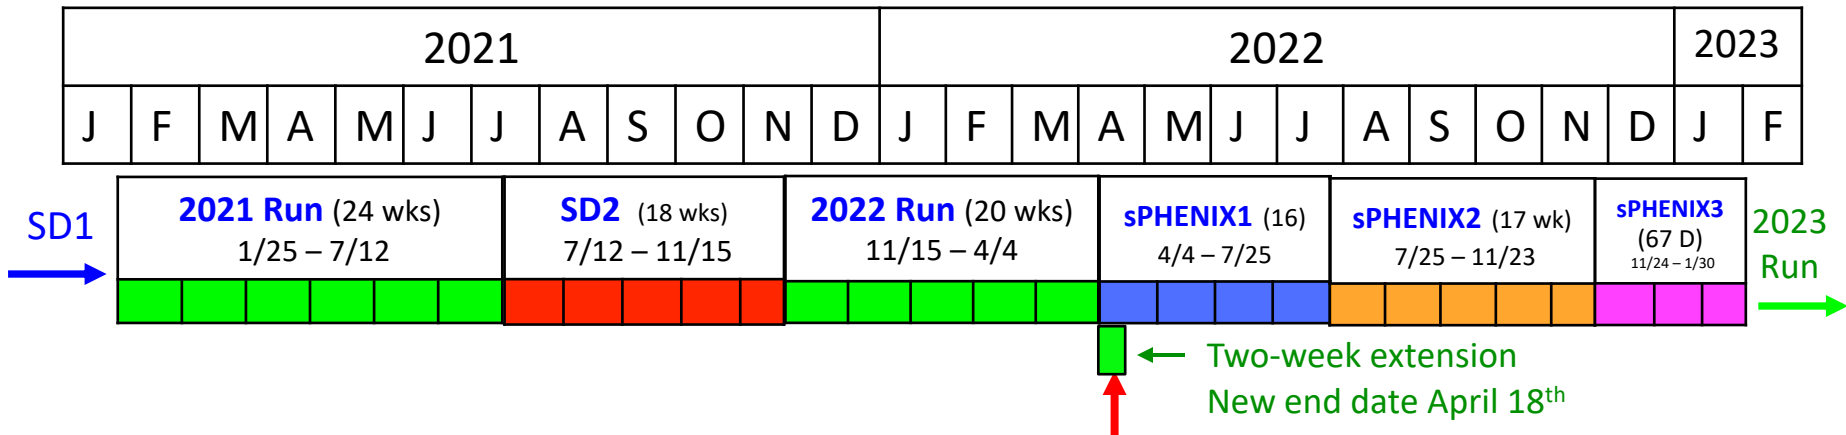 2021 2022 2023
J F M A M J J A S O N D J F M A M J J A S O N D J F
SD1
2021 Run (24 wks)
1/25 – 7/12
SD2 (18 wks)
7/12 – 11/15
2022 Run (20 wks)
11/15 – 4/4
sPHENIX1 (16)
4/4 – 7/25
sPHENIX2 (17 wk)
7/25 – 11/23
sPHENIX3
(67 D)
11/24 – 1/30
2023
Run
Two-week extension
New end date April 18th